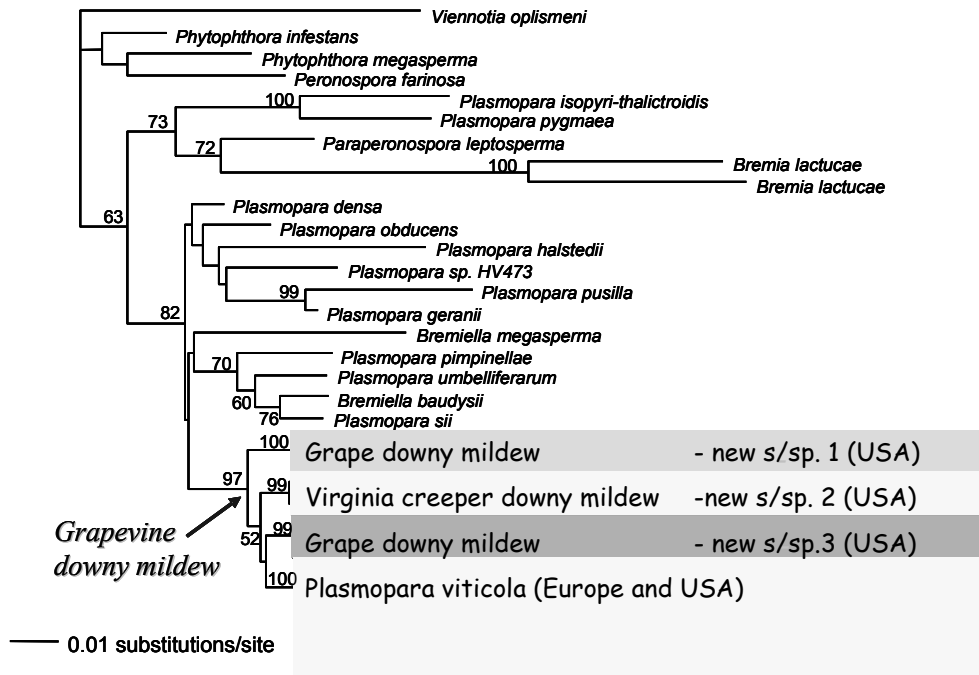 Viennotia oplismeni
Phytophthora infestans
Phytophthora megasperma
Peronospora farinosa
100
Plasmopara isopyri-thalictroidis
Plasmopara pygmaea
73
Paraperonospora leptosperma
72
100
Bremia lactucae
Bremia lactucae
63
Plasmopara densa
Plasmopara obducens
Plasmopara halstedii
Plasmopara sp. HV473
99
Plasmopara pusilla
Plasmopara geranii
82
Bremiella megasperma
70
Plasmopara pimpinellae
Plasmopara umbelliferarum
60
Bremiella baudysii
76
Plasmopara sii
100
Grape downy mildew - new s/sp. 1 (USA)
97
99
Virginia creeper downy mildew -new s/sp. 2 (USA)
Grapevine
downy mildew
52
99
Grape downy mildew - new s/sp.3 (USA)
100
Plasmopara viticola (Europe and USA)
0.01 substitutions/site